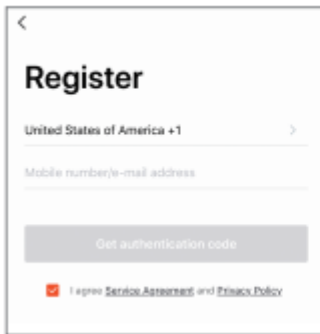 Register
United States of America +1
Mobile number/e-mail address
Get authentication code
I agree Service Agreement and Privacy Policy